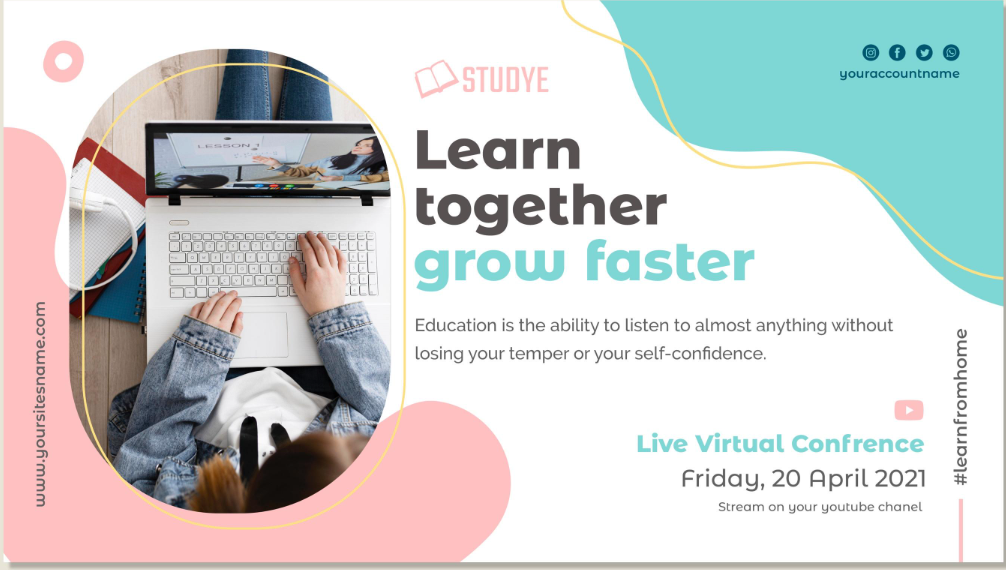 STUDYE
youraccountname
LESSON 1
Learn
together
grow faster
Education is the ability to listen to almost anything without
losing your temper or your self-confidence.
www.yoursitesname.com
#learnfromhome
Live Virtual Confrence
Friday, 20 April 2021
Stream on your youtube chanel